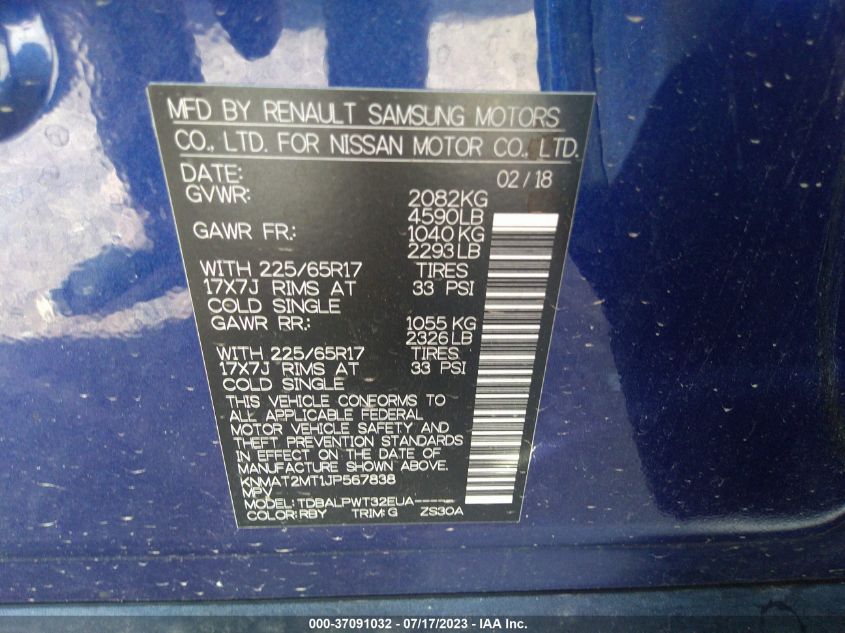 MFD BY RENAULT SAMSUNG MOTORS
CO., LTD. FOR NISSAN MOTOR CO., LTD.
DATE: 02/18
GVWR: 2082KG
4590LB
GAWR FR.: 1040 KG
2293 LB
WITH 225/65R17 TIRES
17X7J RIMS AT 33 PSI
COLD SINGLE
GAWR RR.: 1055 KG
2326 LB
WITH 225/65R17 TIRES
17X7J RIMS AT 33 PSI
COLD SINGLE
THIS VEHICLE CONFORMS TO
ALL APPLICABLE FEDERAL
MOTOR VEHICLE SAFETY AND
THEFT PREVENTION STANDARDS
IN EFFECT ON THE DATE OF
MANUFACTURE SHOWN ABOVE.
KNMAT2MT1JP567838
MPV
MODEL: TDBALPWT32EUA-----
COLOR: RBY TRIM: G ZS30A
000-37091032 - 07/17/2023 - IAA Inc.